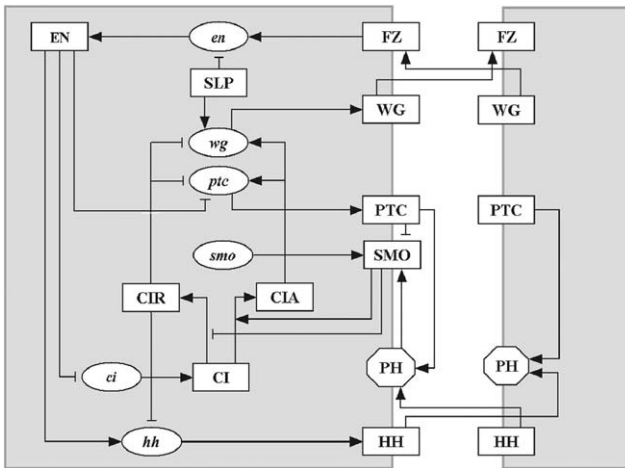 EN en FZ FZ
SLP
WG WG
wg
ptc
PTC PTC
smo SMO
CIR CIA
PH PH
ci CI
hh HH HH